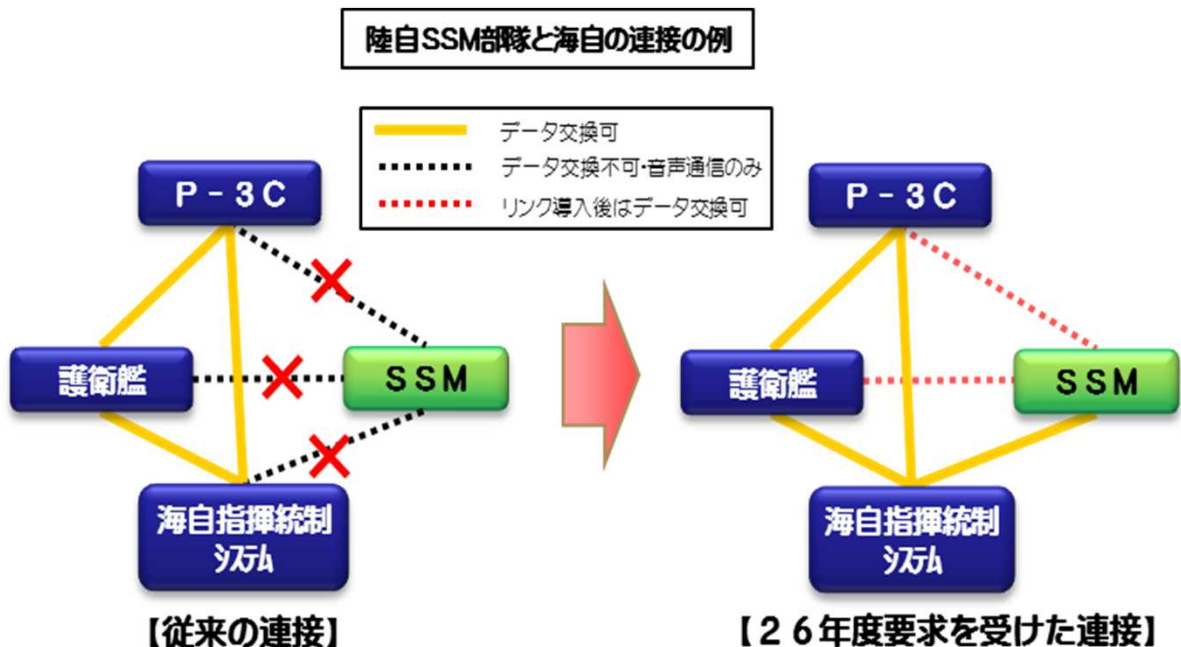 陸自SSM部隊と海自の連接の例
データ交換可
データ交換不可・音声通信のみ
リンク導入後はデータ交換可
P-3C
護衛艦
SSM
海自指揮統制
システム
【従来の連接】
P-3C
護衛艦
SSM
海自指揮統制
システム
【26年度要求を受けた連接】